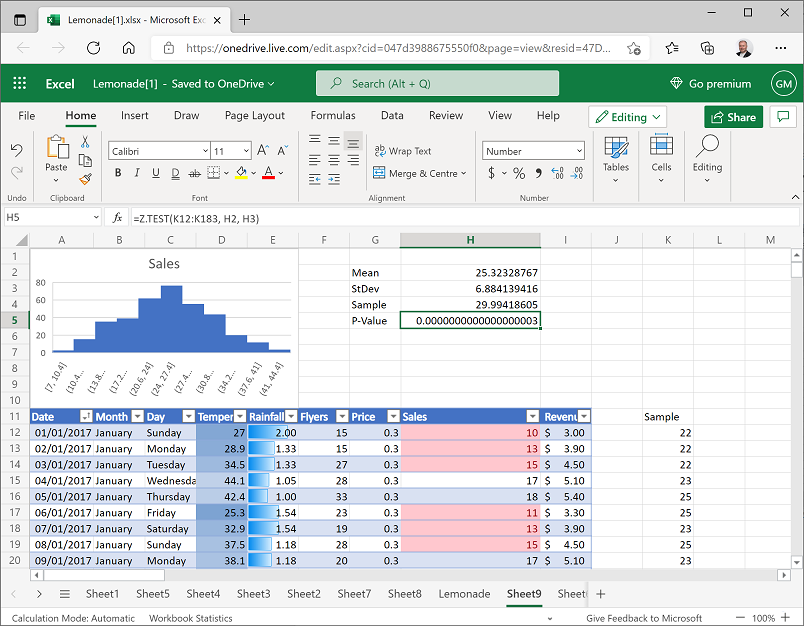 Lemonade[1].xlsx - Microsoft Exc
https://onedrive.live.com/edit.aspx?cid=047d3988675550f0&page=view&resid=47D...
Excel Lemonade[1] - Saved to OneDrive Search (Alt + Q) Go premium GM
File Home Insert Draw Page Layout Formulas Data Review View Help Editing Share
Paste Calibri 11 Wrap Text Number Tables Cells Editing
B I U D ab A Merge & Centre $ % 9 .00
Undo Clipboard Font Alignment Number
H5 fx =Z.TEST(K12:K183, H2, H3)
A B C D E F G H I J K L M
1 Sales
2 80 Mean 25.32328767
3 60 StDev 6.884139416
4 40 Sample 29.99418605
5 20 P-Value 0.0000000000000000003
6 0
7 [7, 10.4] (10.4... (13.8... (17.2... (20.6, 24] (24, 27.4] (27.4... (30.8... (34.2... (37.6, 41] (41, 44.4]
8
9
10
11 Date Month Day Temper Rainfall Flyers Price Sales Revenu Sample
12 01/01/2017 January Sunday 27 2.00 15 0.3 10 $ 3.00 22
13 02/01/2017 January Monday 28.9 1.33 15 0.3 13 $ 3.90 22
14 03/01/2017 January Tuesday 34.5 1.33 27 0.3 15 $ 4.50 22
15 04/01/2017 January Wednesda 44.1 1.05 28 0.3 17 $ 5.10 23
16 05/01/2017 January Thursday 42.4 1.00 33 0.3 18 $ 5.40 25
17 06/01/2017 January Friday 25.3 1.54 23 0.3 11 $ 3.30 23
18 07/01/2017 January Saturday 32.9 1.54 19 0.3 13 $ 3.90 25
19 08/01/2017 January Sunday 37.5 1.18 28 0.3 15 $ 4.50 25
20 09/01/2017 January Monday 38.1 1.18 20 0.3 17 $ 5.10 23
Sheet1 Sheet5 Sheet4 Sheet3 Sheet2 Sheet7 Sheet8 Lemonade Sheet9 Sheet
Calculation Mode: Automatic Workbook Statistics Give Feedback to Microsoft 100%